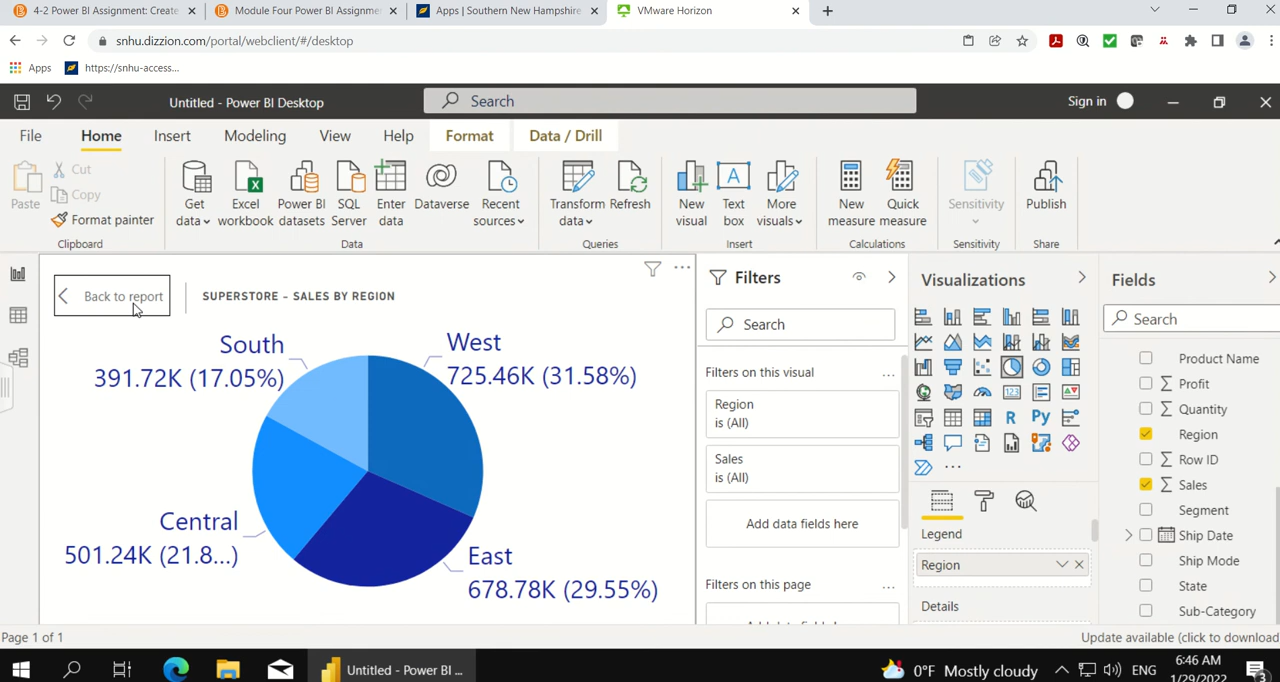 4-2 Power BI Assignment: Create
Module Four Power BI Assignme
Apps | Southern New Hampshire
VMware Horizon
snhu.dizzion.com/portal/webclient/#/desktop
Apps
https://snhu-access...
Untitled - Power BI Desktop
Search
Sign in
File
Home
Insert
Modeling
View
Help
Format
Data / Drill
Paste
Cut
Copy
Format painter
Clipboard
Get data
Excel workbook
Power BI datasets
SQL Server
Enter data
Dataverse
Recent sources
Data
Transform data
Refresh
Queries
New visual
A
Text box
More visuals
Insert
New measure
Quick measure
Calculations
Sensitivity
Sensitivity
Publish
Share
Back to report
SUPERSTORE - SALES BY REGION
South
391.72K (17.05%)
West
725.46K (31.58%)
Central
501.24K (21.8...)
East
678.78K (29.55%)
Filters
Search
Filters on this visual
...
Region
is (All)
Sales
is (All)
Add data fields here
Filters on this page
...
Visualizations
123
R
Py
...
Legend
Region
Details
Fields
Search
Product Name
Σ Profit
Σ Quantity
Region
Σ Row ID
Σ Sales
Segment
Ship Date
Ship Mode
State
Sub-Category
Page 1 of 1
Update available (click to download
Untitled - Power BI ...
0°F Mostly cloudy
ENG
6:46 AM
1/29/2022
3